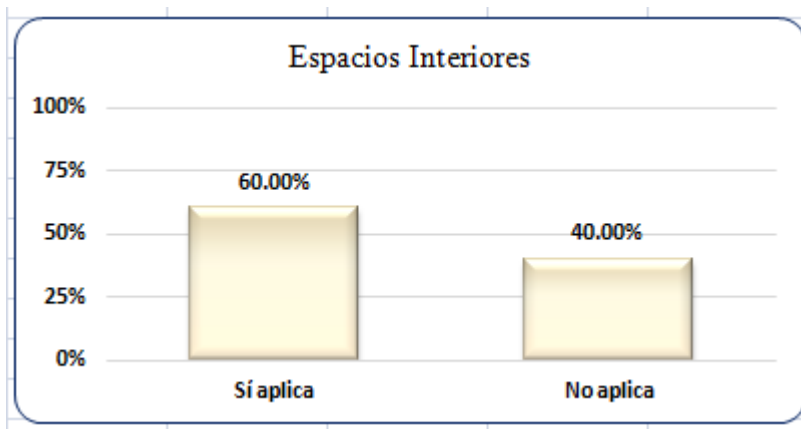 Espacios Interiores
100%
75%
60.00%
50%
40.00%
25%
0%
Sí aplica
No aplica